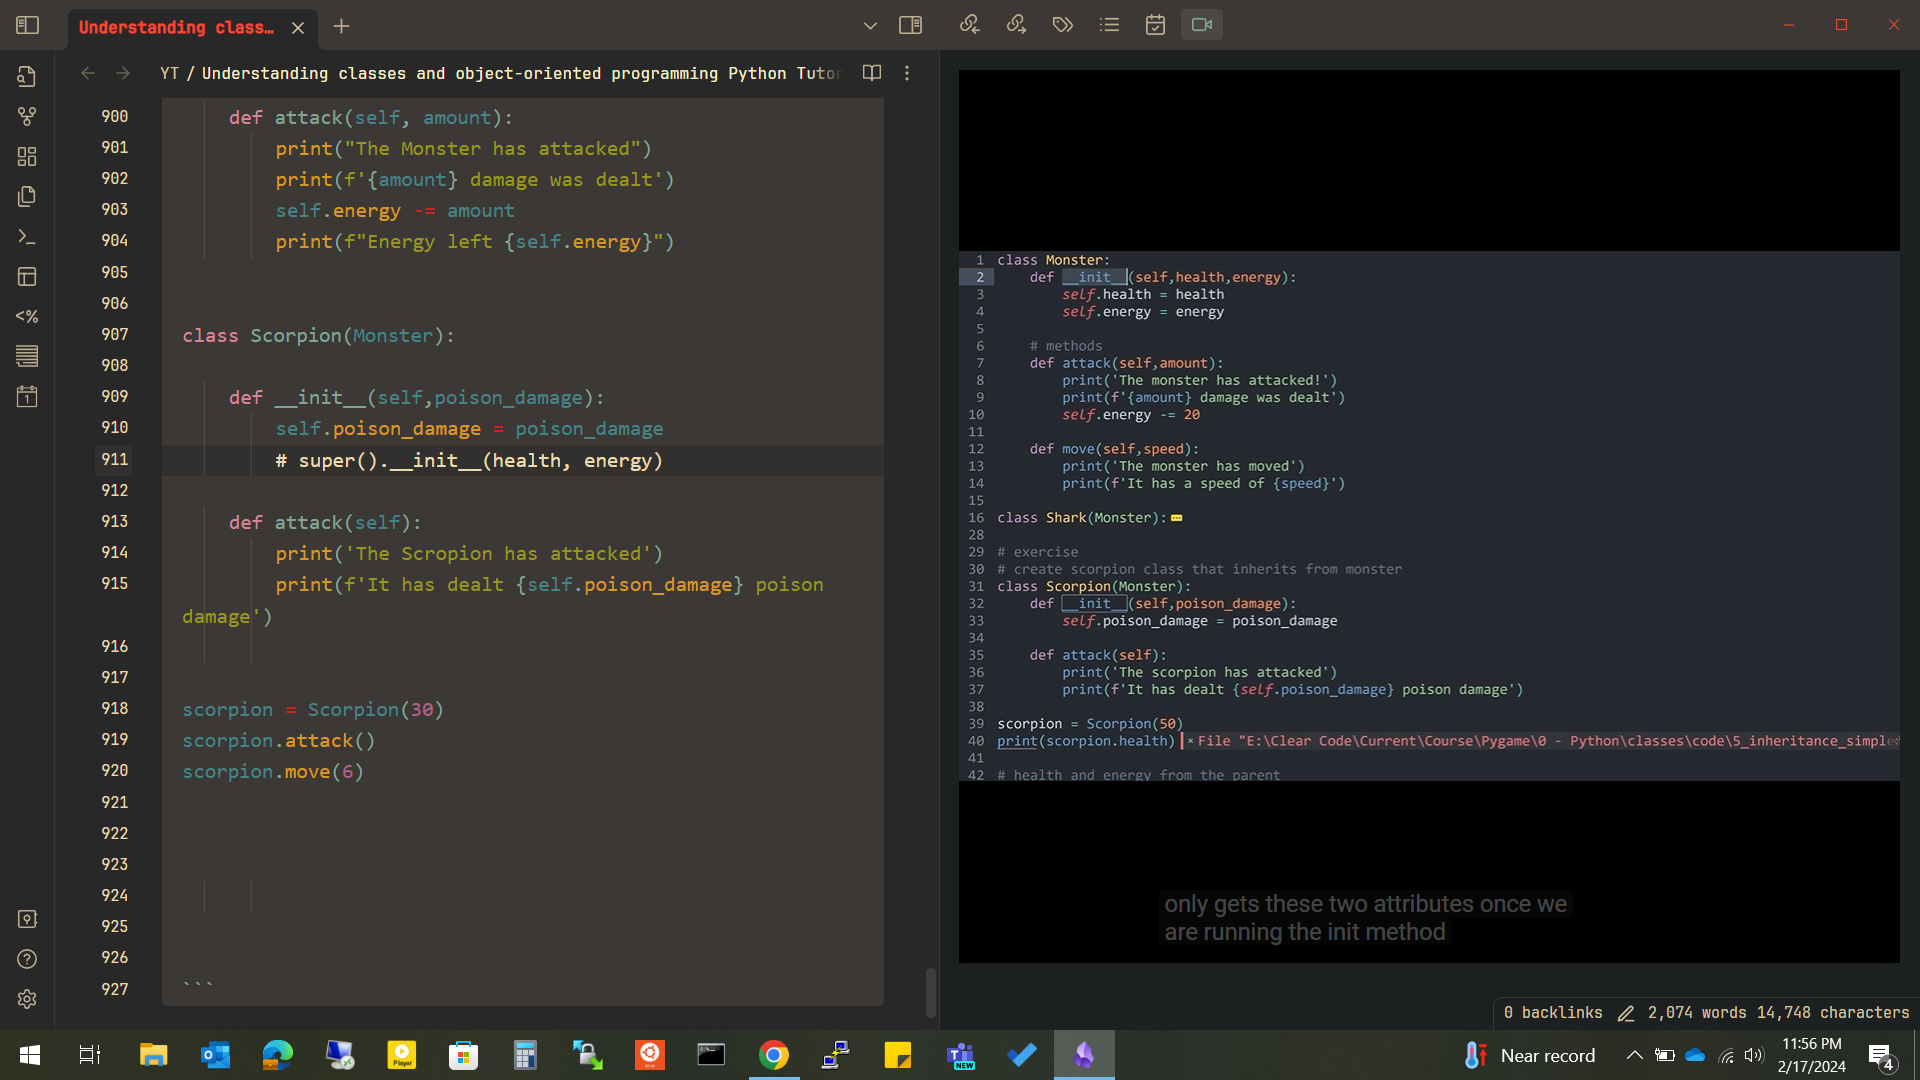 Understanding class…
YT / Understanding classes and object-oriented programming Python Tutor
900 def attack(self, amount):
901 print("The Monster has attacked")
902 print(f'{amount} damage was dealt')
903 self.energy -= amount
904 print(f"Energy left {self.energy}")
905
906
907 class Scorpion(Monster):
908
909 def __init__(self,poison_damage):
910 self.poison_damage = poison_damage
911 # super().__init__(health, energy)
912
913 def attack(self):
914 print('The Scropion has attacked')
915 print(f'It has dealt {self.poison_damage} poison
damage')
916
917
918 scorpion = Scorpion(30)
919 scorpion.attack()
920 scorpion.move(6)
921
922
923
924
925
926
927 ```
1 class Monster:
2 def __init__(self,health,energy):
3 self.health = health
4 self.energy = energy
5
6 # methods
7 def attack(self,amount):
8 print('The monster has attacked!')
9 print(f'{amount} damage was dealt')
10 self.energy -= 20
11
12 def move(self,speed):
13 print('The monster has moved')
14 print(f'It has a speed of {speed}')
15
16 class Shark(Monster):
28
29 # exercise
30 # create scorpion class that inherits from monster
31 class Scorpion(Monster):
32 def __init__(self,poison_damage):
33 self.poison_damage = poison_damage
34
35 def attack(self):
36 print('The scorpion has attacked')
37 print(f'It has dealt {self.poison_damage} poison damage')
38
39 scorpion = Scorpion(50)
40 print(scorpion.health) × File "E:\Clear Code\Current\Course\Pygame\0 - Python\classes\code\5_inheritance_simple
41
42 # health and energy from the parent
only gets these two attributes once we
are running the init method
0 backlinks 2,074 words 14,748 characters
Near record
11:56 PM
2/17/2024
4